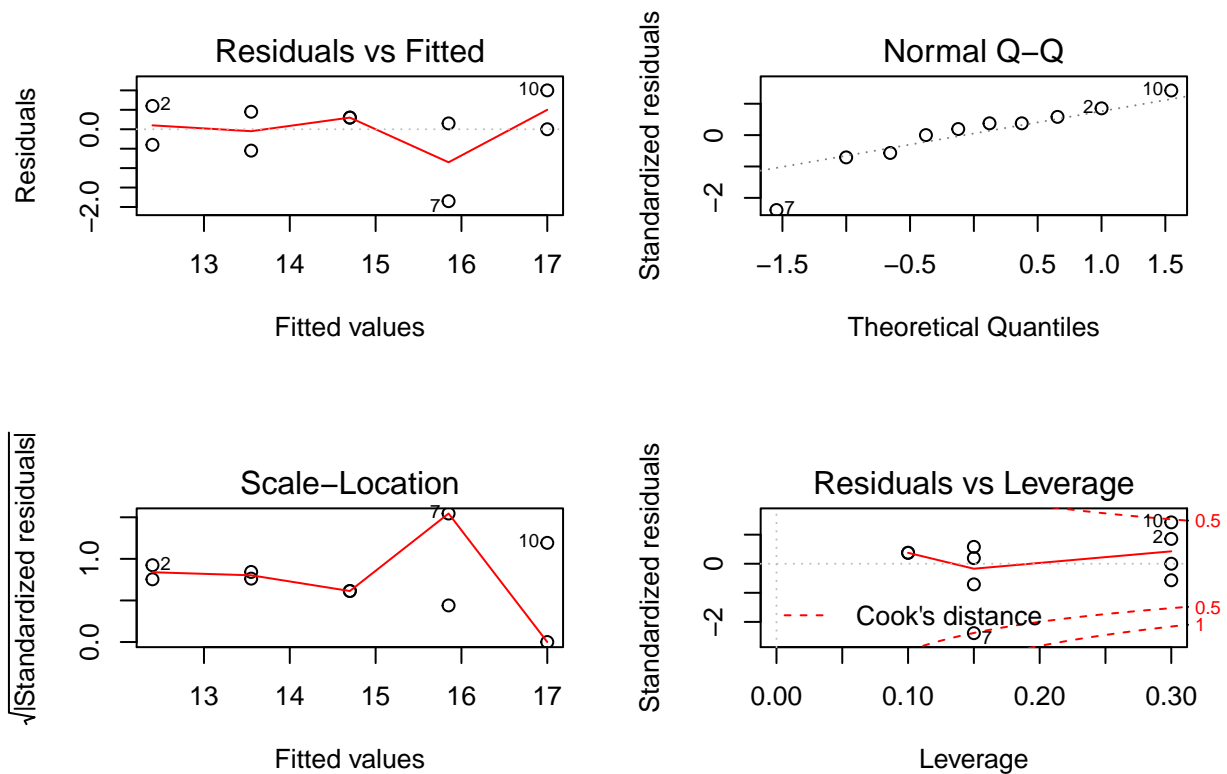 Residuals vs Fitted
Residuals
0.0
−2.0
2
7
10
13 14 15 16 17
Fitted values
Normal Q−Q
Standardized residuals
0
−2
7
2
10
−1.5 −0.5 0.5 1.0 1.5
Theoretical Quantiles
Scale−Location
√|Standardized residuals|
1.0
0.0
2
7
10
13 14 15 16 17
Fitted values
Residuals vs Leverage
Standardized residuals
0
−2
10
2
7
0.5
0.5
1
Cook's distance
0.00 0.10 0.20 0.30
Leverage